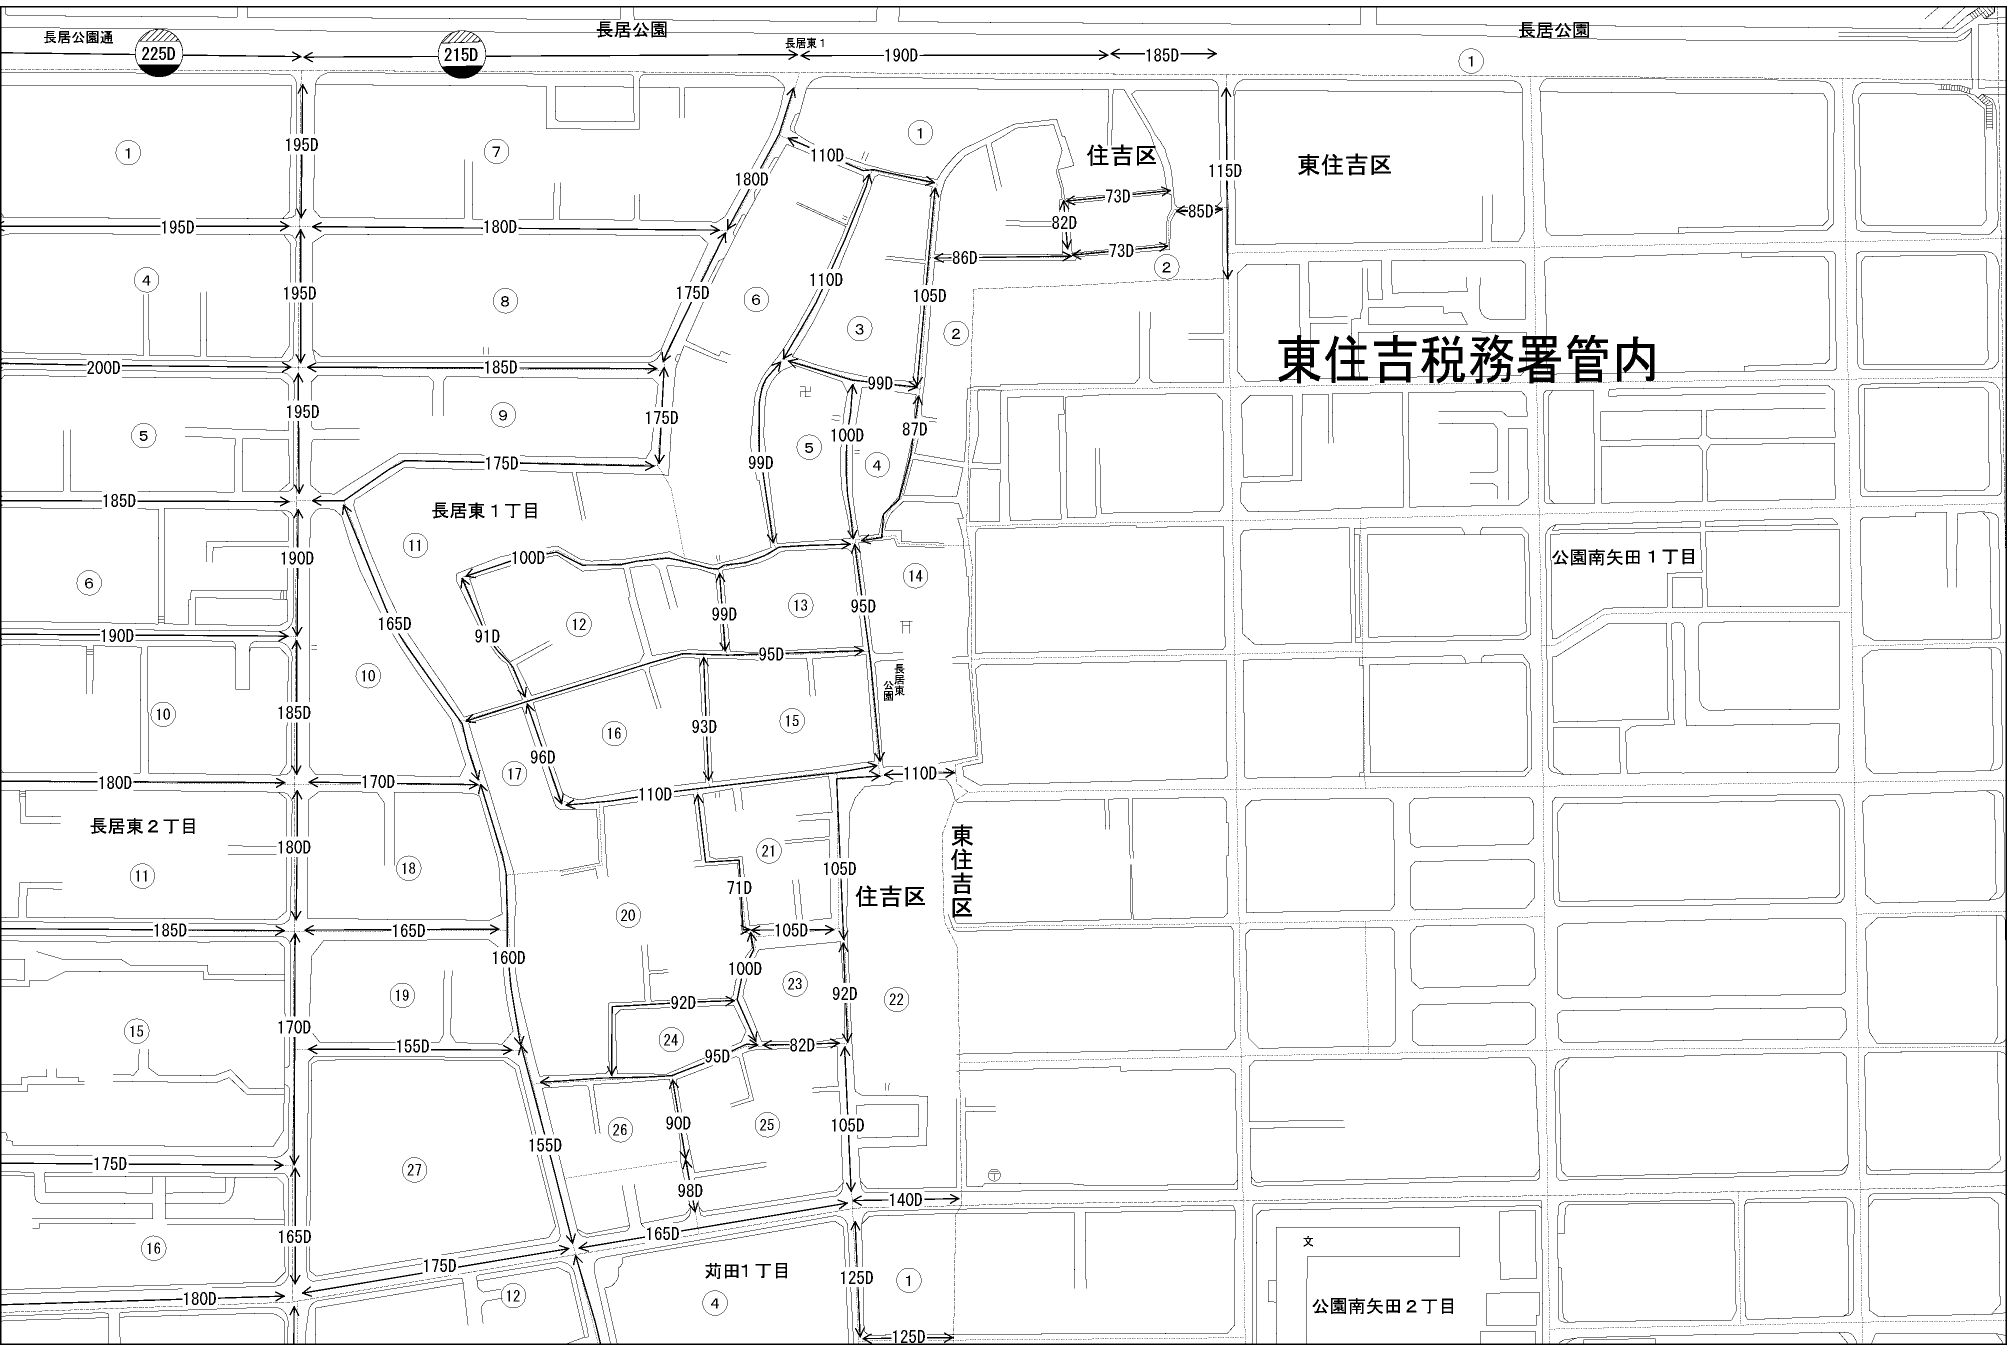 長居公園
長居公園
長居公園通
225D
215D
長居東1
190D
185D
1
195D
1
7
1
110D
住吉区
東住吉区
180D
115D
73D
85D
82D
195D
180D
86D
73D
2
4
195D
8
175D
6
110D
105D
3
2
東住吉税務署管内
200D
185D
99D
195D
9
175D
5
100D
87D
5
4
99D
175D
185D
長居東1丁目
11
190D
100D
公園南矢田1丁目
6
14
99D
13
95D
165D
12
91D
190D
95D
10
長居東
公園
10
185D
93D
15
16
96D
17
180D
170D
110D
110D
長居東2丁目
180D
東住吉区
21
18
105D
11
71D
住吉区
20
185D
165D
105D
160D
100D
23
92D
22
19
92D
15
170D
24
155D
95D
82D
90D
26
25
105D
155D
175D
27
98D
140D
165D
16
165D
文
175D
苅田1丁目
125D
1
180D
12
4
公園南矢田2丁目
125D